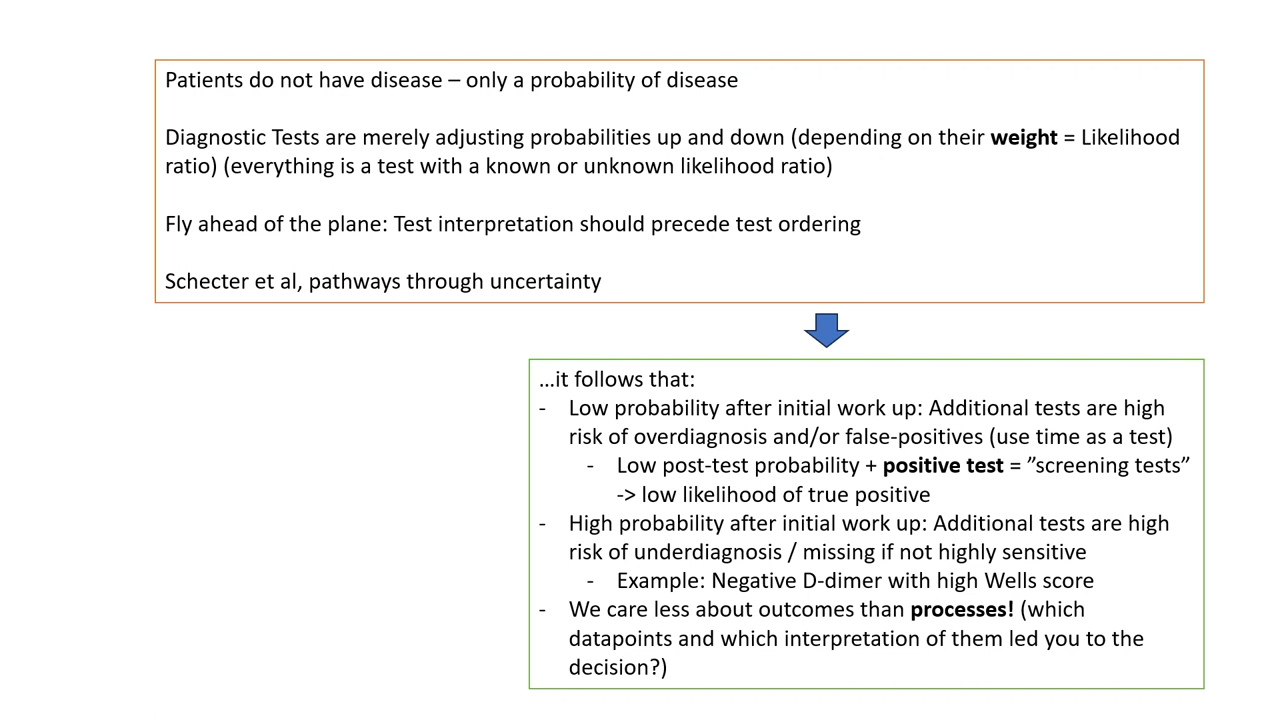 Patients do not have disease – only a probability of disease
Diagnostic Tests are merely adjusting probabilities up and down (depending on their weight = Likelihood
ratio) (everything is a test with a known or unknown likelihood ratio)
Fly ahead of the plane: Test interpretation should precede test ordering
Schecter et al, pathways through uncertainty
…it follows that:
- Low probability after initial work up: Additional tests are high
risk of overdiagnosis and/or false-positives (use time as a test)
- Low post-test probability + positive test = ”screening tests”
-> low likelihood of true positive
- High probability after initial work up: Additional tests are high
risk of underdiagnosis / missing if not highly sensitive
- Example: Negative D-dimer with high Wells score
- We care less about outcomes than processes! (which
datapoints and which interpretation of them led you to the
decision?)